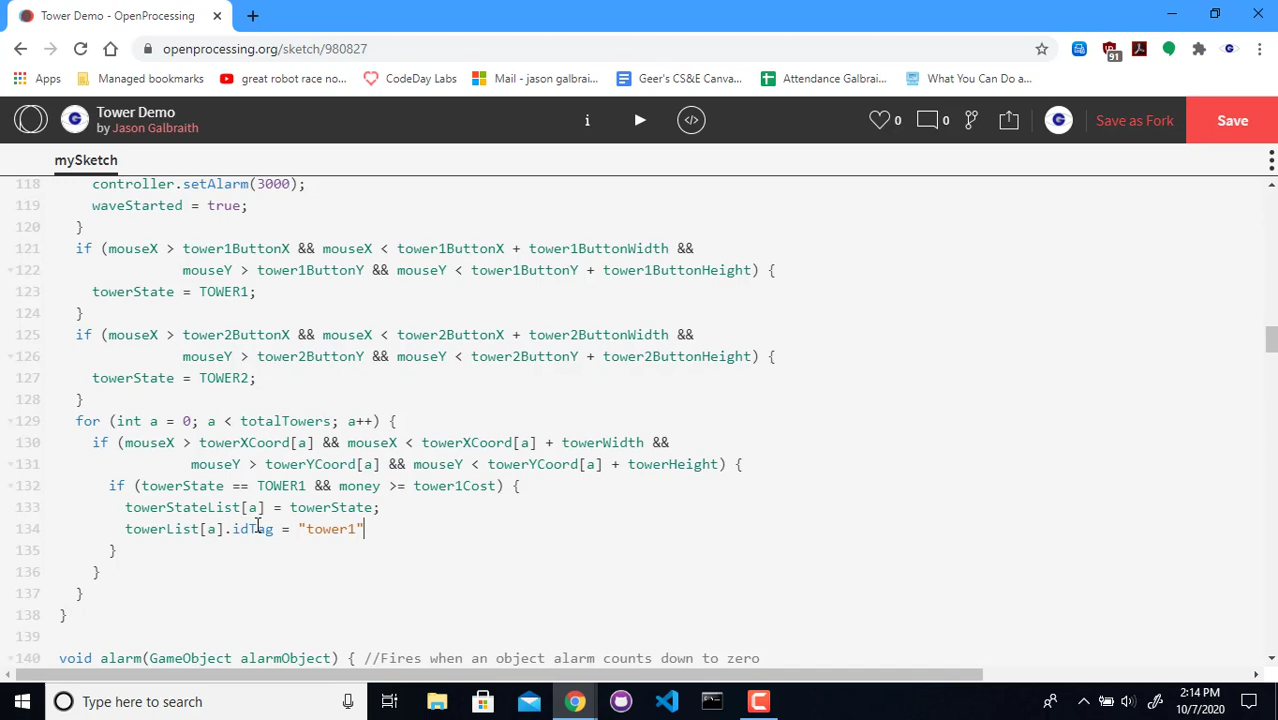 Tower Demo - OpenProcessing
openprocessing.org/sketch/980827
91
Apps
Managed bookmarks
great robot race no...
CodeDay Labs
Mail - jason galbrait...
Geer's CS&E Canva...
Attendance Galbrai...
What You Can Do a...
Tower Demo
by Jason Galbraith
0
0
Save as Fork
Save
mySketch
118 controller.setAlarm(3000);
119 waveStarted = true;
120 }
121 if (mouseX > tower1ButtonX && mouseX < tower1ButtonX + tower1ButtonWidth &&
122 mouseY > tower1ButtonY && mouseY < tower1ButtonY + tower1ButtonHeight) {
123 towerState = TOWER1;
124 }
125 if (mouseX > tower2ButtonX && mouseX < tower2ButtonX + tower2ButtonWidth &&
126 mouseY > tower2ButtonY && mouseY < tower2ButtonY + tower2ButtonHeight) {
127 towerState = TOWER2;
128 }
129 for (int a = 0; a < totalTowers; a++) {
130 if (mouseX > towerXCoord[a] && mouseX < towerXCoord[a] + towerWidth &&
131 mouseY > towerYCoord[a] && mouseY < towerYCoord[a] + towerHeight) {
132 if (towerState == TOWER1 && money >= tower1Cost) {
133 towerStateList[a] = towerState;
134 towerList[a].idTag = "tower1"
135 }
136 }
137 }
138 }
139
140 void alarm(GameObject alarmObject) { //Fires when an object alarm counts down to zero
Type here to search
2:14 PM
10/7/2020